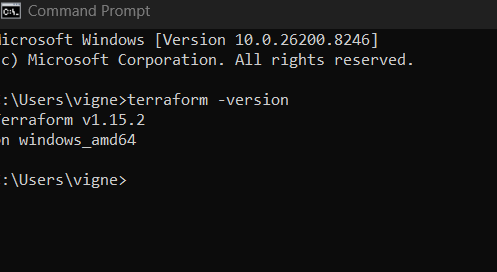 Command Prompt
icrosoft Windows [Version 10.0.26200.8246]
c) Microsoft Corporation. All rights reserved.
:\Users\vigne>terraform -version
erraform v1.15.2
n windows_amd64
:\Users\vigne>